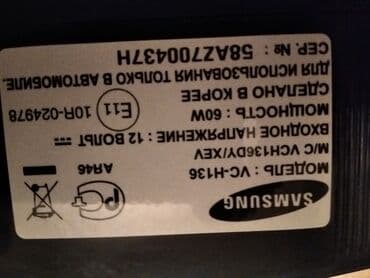 SAMSUNG
МОДЕЛЬ : VC-H136
M/C VCH136DY/XEV
ВХОДНОЕ НАПРЯЖЕНИЕ : 12 ВОЛЬТ
МОЩНОСТЬ : 60W
СДЕЛАНО В КОРЕЕ
ДЛЯ ИСПОЛЬЗОВАНИЯ ТОЛЬКО В АВТОМОБИЛЕ.
СЕР. № : 58AZ700437H
АЯ46
E11
10R-024978